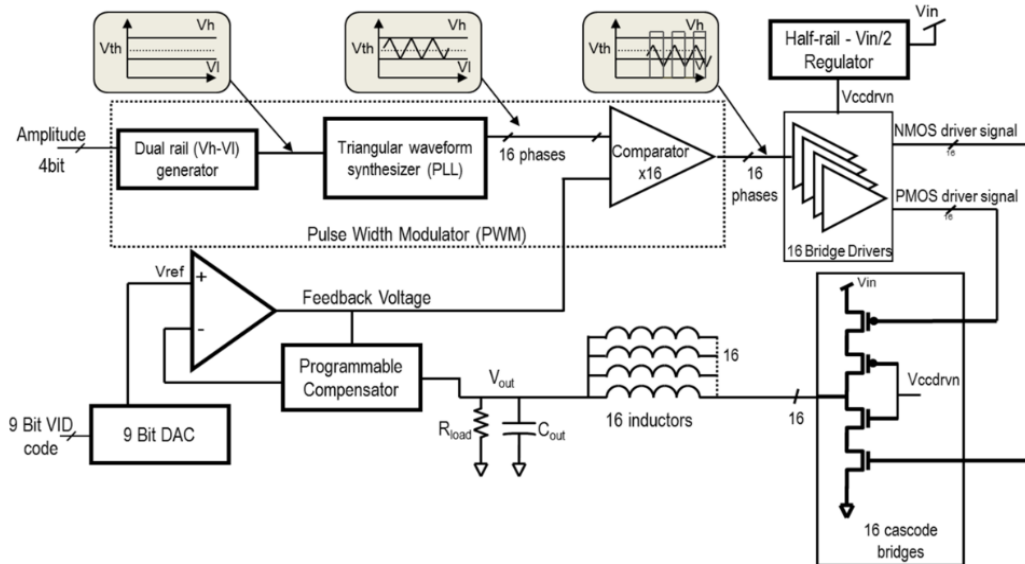 Vh
Vth
Vl
Vh
Vth
Vh
Vth
V
Vin
Half-rail - Vin/2
Regulator
Vccdrvn
Amplitude
4bit
Dual rail (Vh-Vl)
generator
Triangular waveform
synthesizer (PLL)
16 phases
Comparator
x16
16
phases
NMOS driver signal
16
PMOS driver signal
16
16 Bridge Drivers
Pulse Width Modulator (PWM)
Vref
+
-
Feedback Voltage
Programmable
Compensator
9 Bit VID
code
9 Bit DAC
Vout
Rload
Cout
16
16 inductors
16
Vin
Vccdrvn
16 cascode
bridges